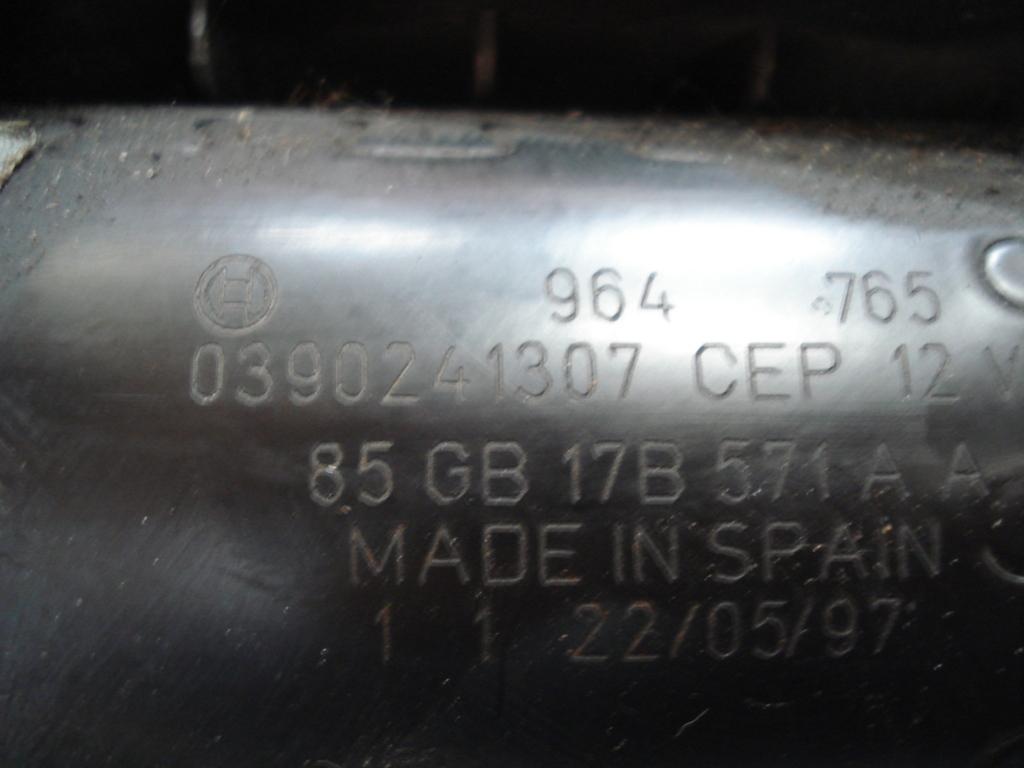 964 765
0390241307 CEP 12 V
85 GB 17B 571 A A
MADE IN SPAIN
1 1 22/05/97